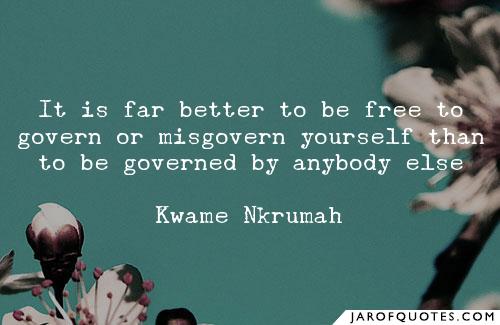 It is far better to be free to
govern or misgovern yourself than
to be governed by anybody else
Kwame Nkrumah
JAROFQUOTES.COM